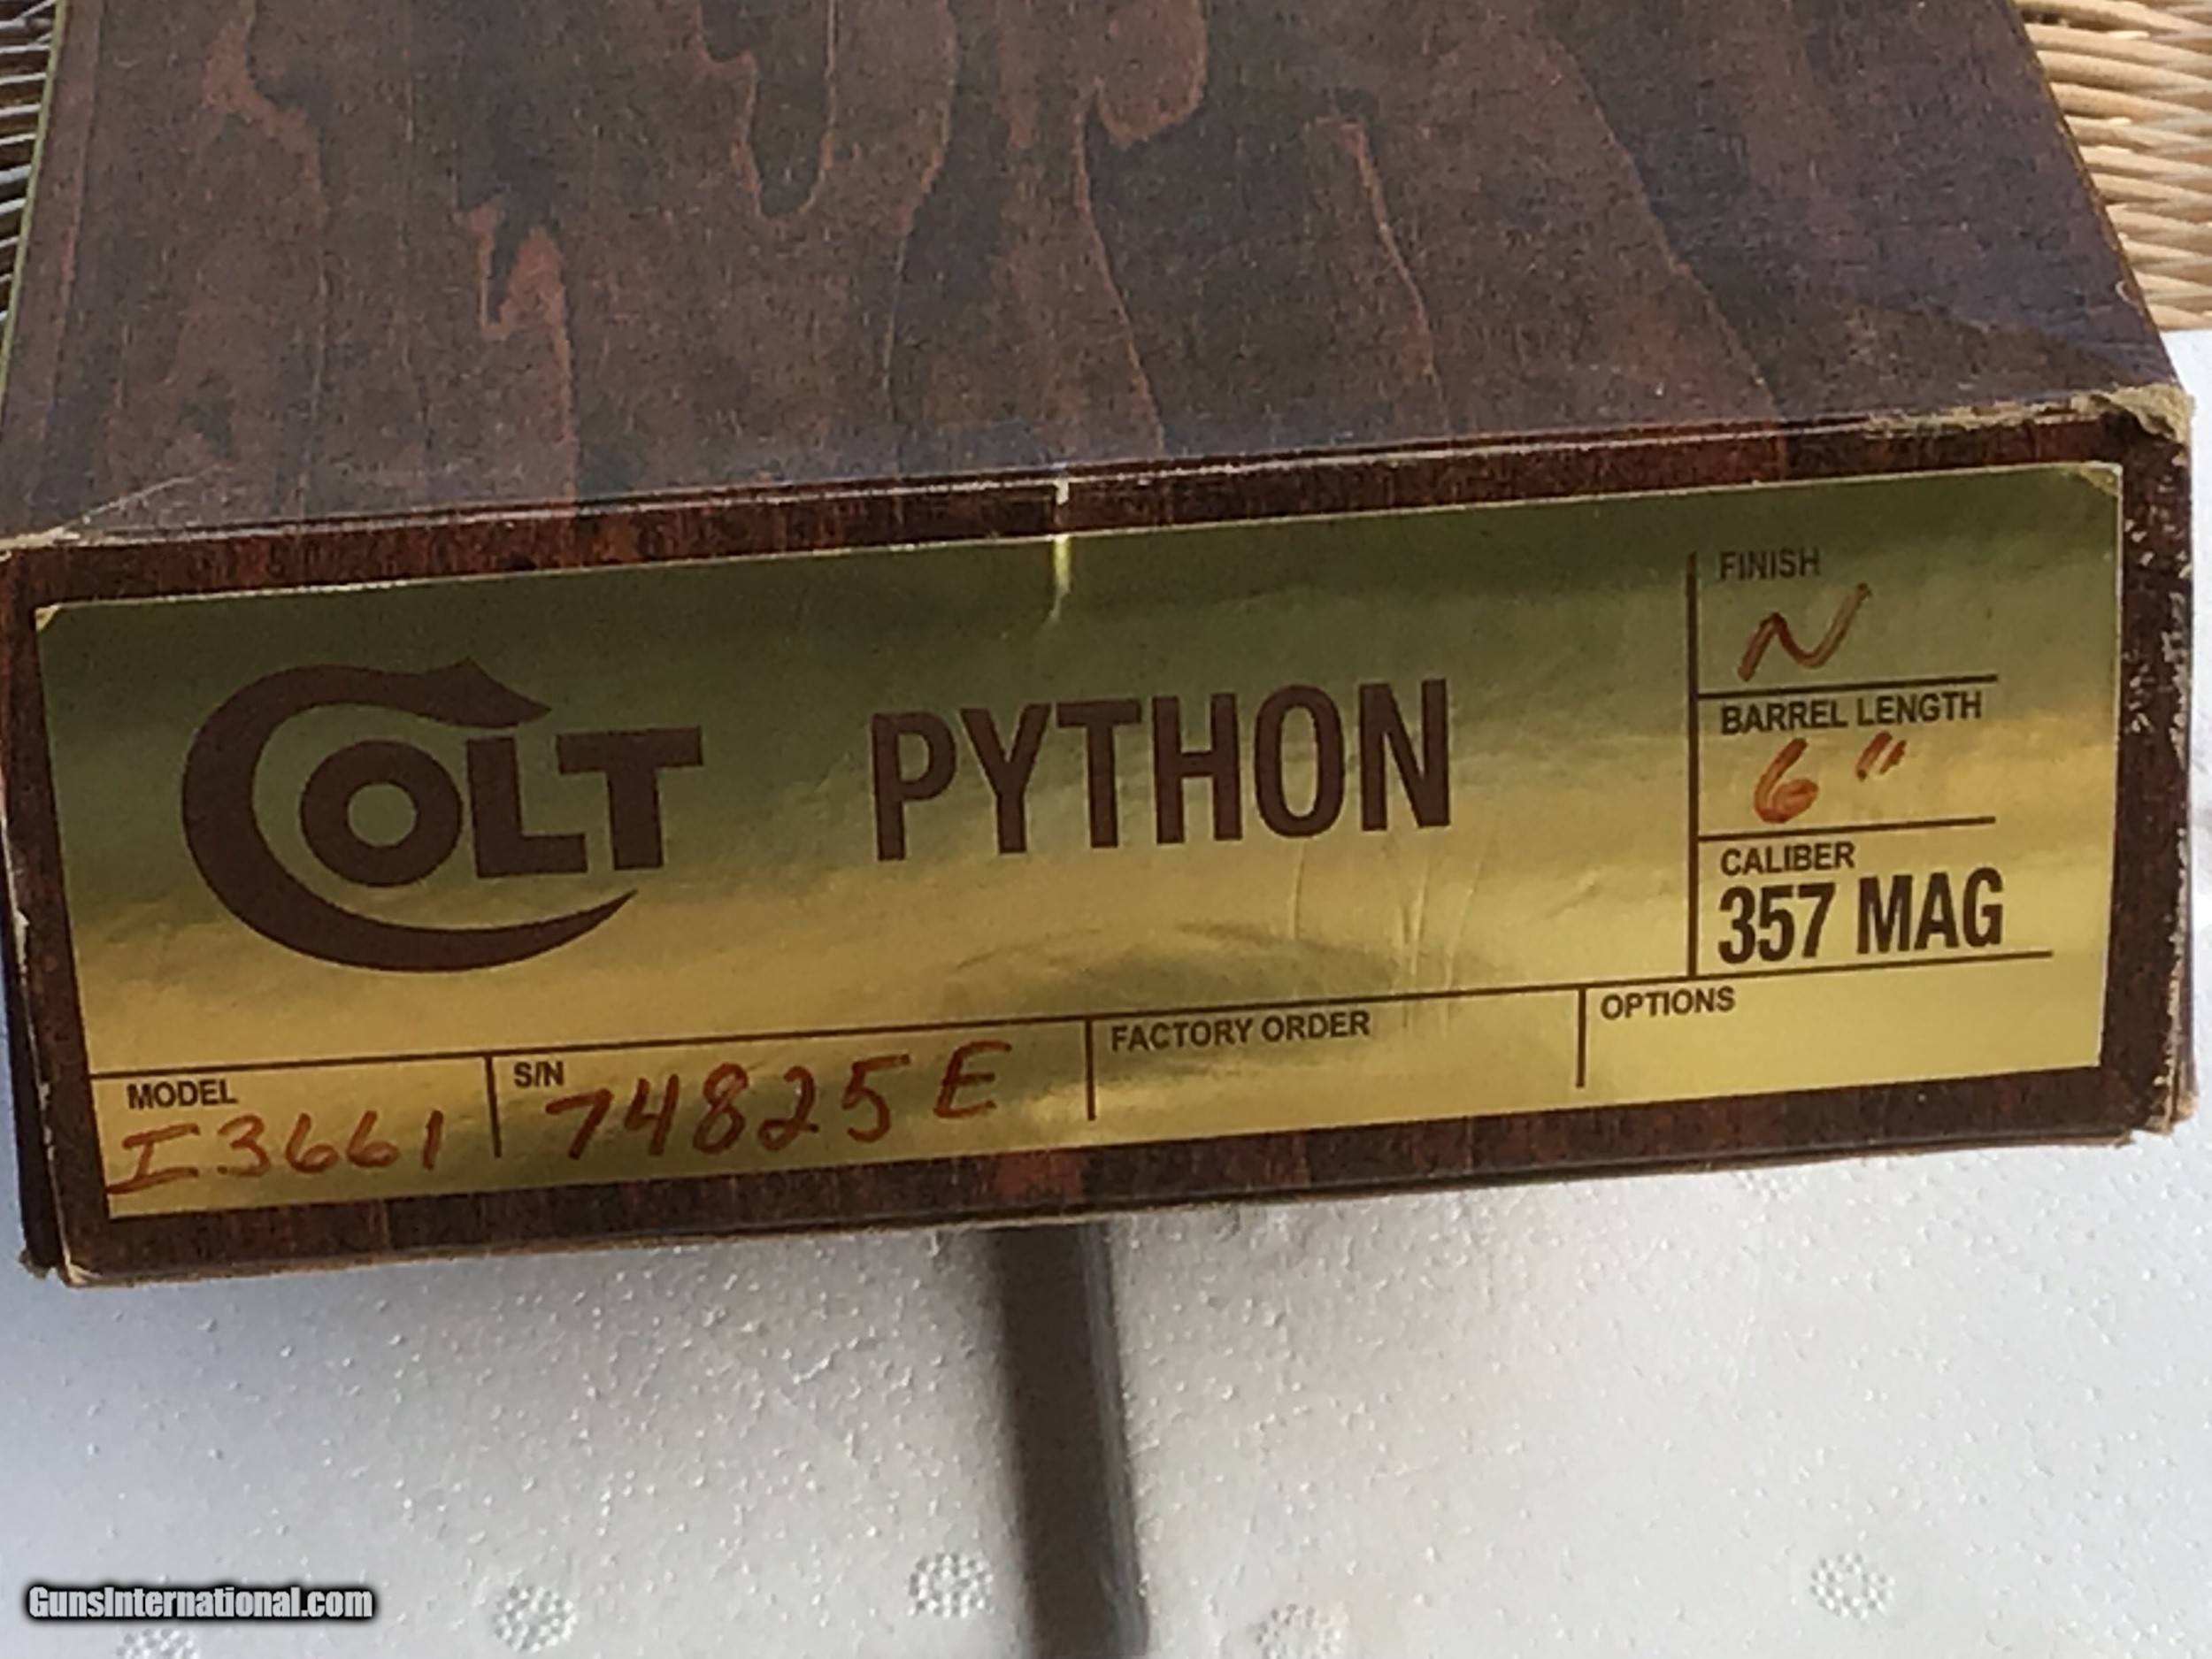 COLT PYTHON
FINISH
N
BARREL LENGTH
6"
CALIBER
357 MAG
MODEL
I3661
S/N
74825E
FACTORY ORDER
OPTIONS
GunsInternational.com